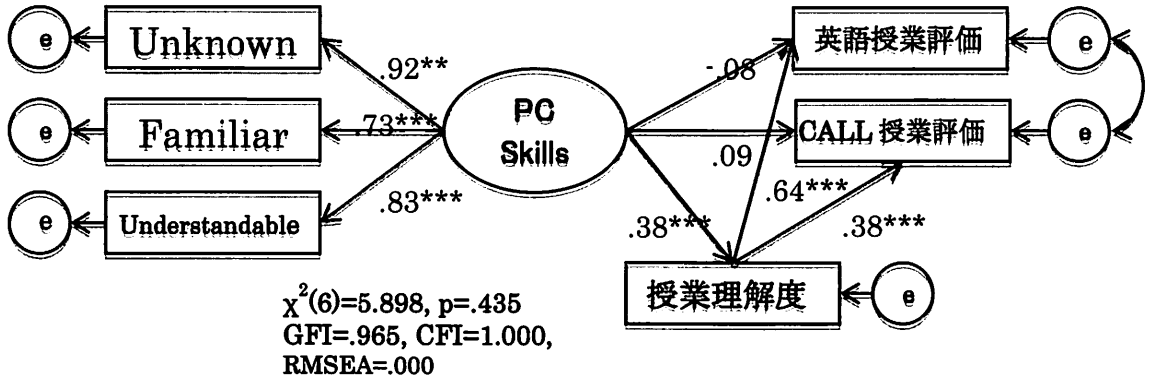 e
Unknown
.92**
e
Familiar
.73***
e
Understandable
.83***
PC
Skills
-.08
英語授業評価
e
.09
CALL 授業評価
e
.64***
.38***
.38***
授業理解度
e
χ²(6)=5.898, p=.435
GFI=.965, CFI=1.000,
RMSEA=.000